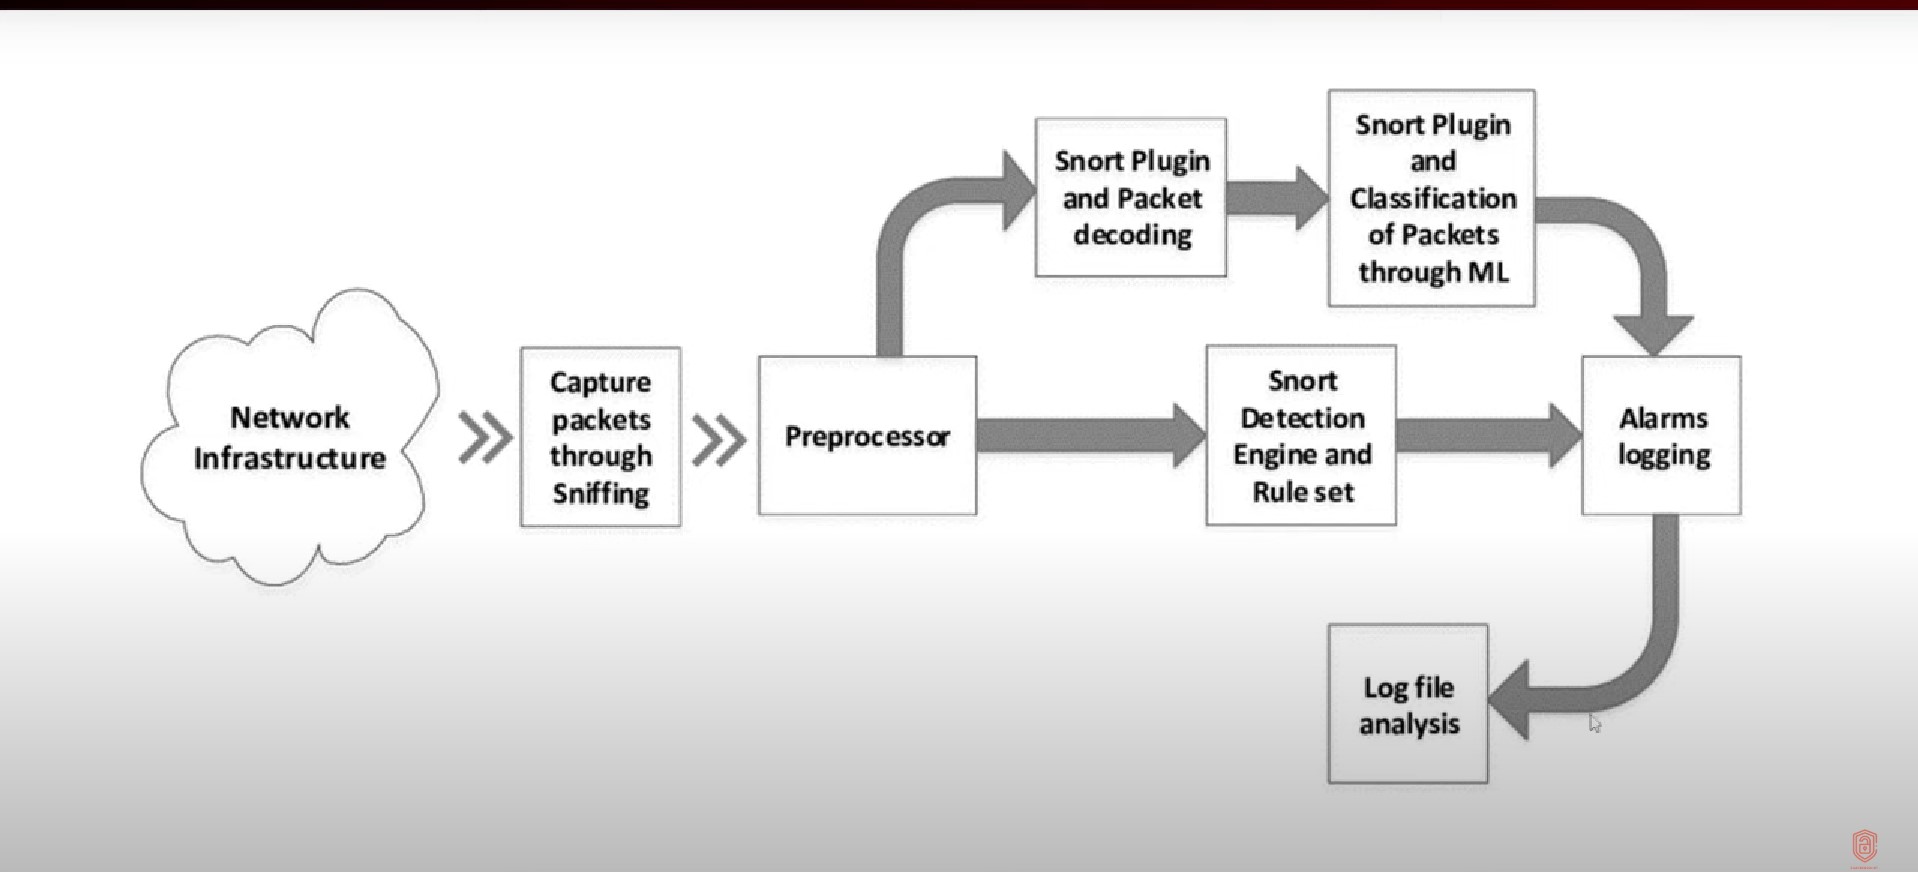 Network
Infrastructure
Capture
packets
through
Sniffing
Preprocessor
Snort Plugin
and Packet
decoding
Snort Plugin
and
Classification
of Packets
through ML
Snort
Detection
Engine and
Rule set
Alarms
logging
Log file
analysis